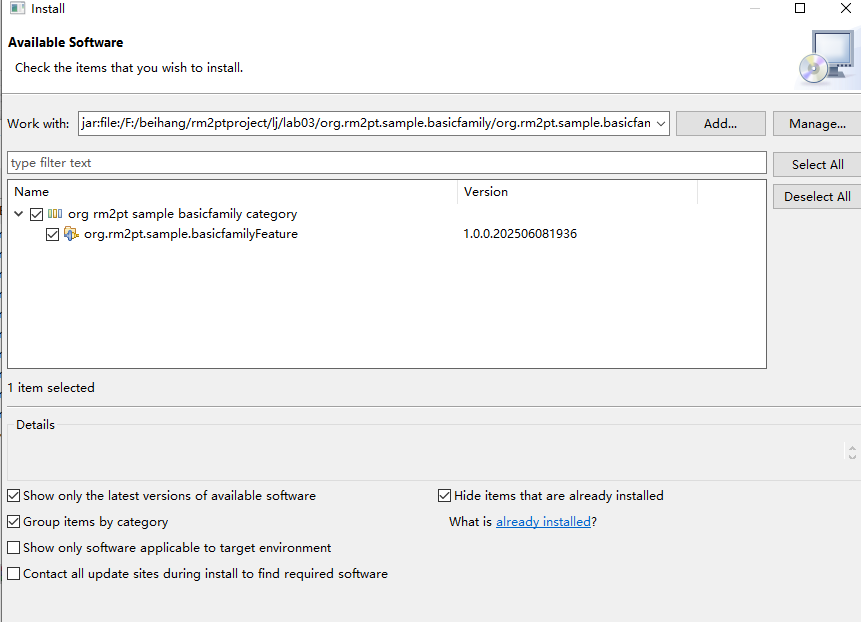 Install
Available Software
Check the items that you wish to install.
Work with: jar:file:/F:/beihang/rm2ptproject/lj/lab03/org.rm2pt.sample.basicfamily/org.rm2pt.sample.basicfan Add... Manage...
type filter text Select All
Name Version Deselect All
org rm2pt sample basicfamily category
org.rm2pt.sample.basicfamilyFeature 1.0.0.202506081936
1 item selected
Details
Show only the latest versions of available software Hide items that are already installed
Group items by category What is already installed?
Show only software applicable to target environment
Contact all update sites during install to find required software